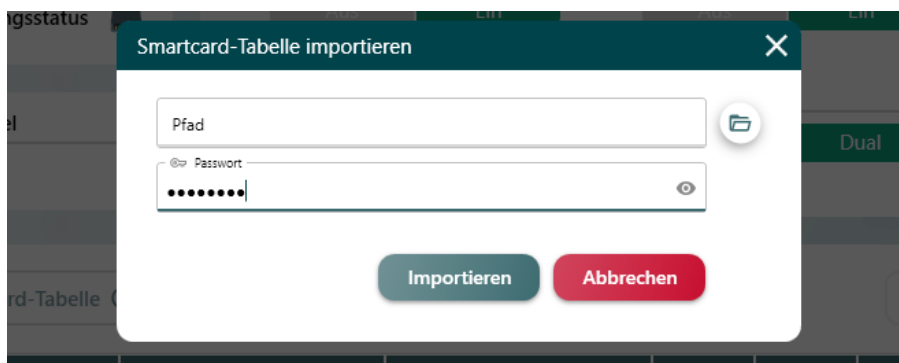 ngsstatus Aus Ein Aus Ein
Smartcard-Tabelle importieren
Pfad
el
Dual
Passwort
••••••••
Importieren Abbrechen
rd-Tabelle